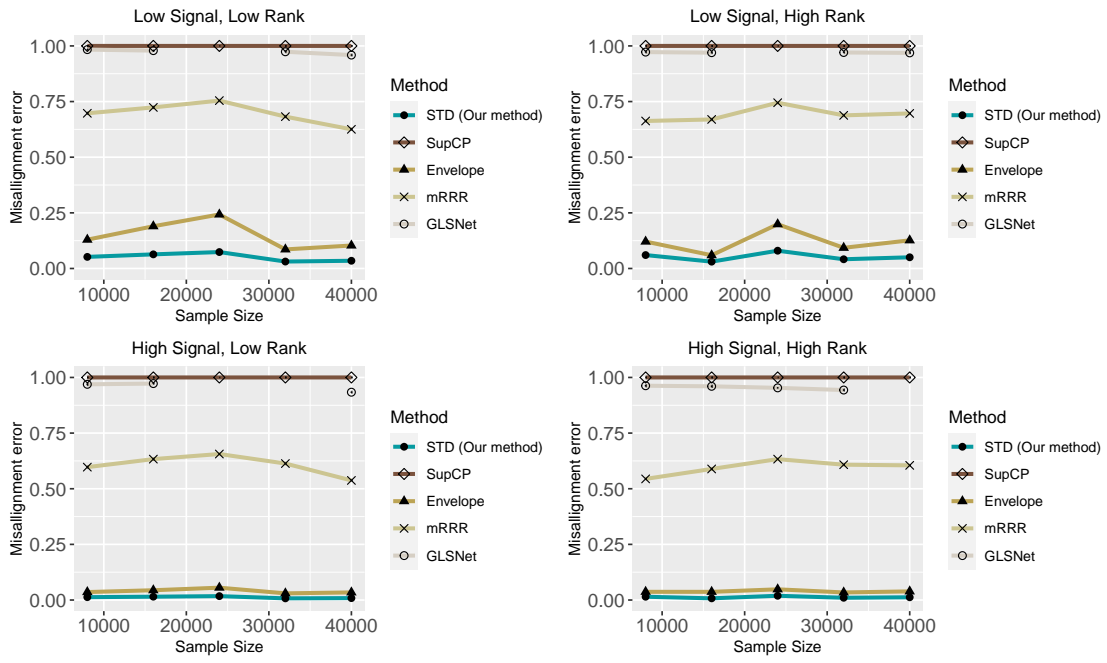 Low Signal, Low Rank
Misallignment error
1.00
0.75
0.50
0.25
0.00
10000 20000 30000 40000
Sample Size
Method
STD (Our method)
SupCP
Envelope
mRRR
GLSNet
Low Signal, High Rank
Misallignment error
1.00
0.75
0.50
0.25
0.00
10000 20000 30000 40000
Sample Size
Method
STD (Our method)
SupCP
Envelope
mRRR
GLSNet
High Signal, Low Rank
Misallignment error
1.00
0.75
0.50
0.25
0.00
10000 20000 30000 40000
Sample Size
Method
STD (Our method)
SupCP
Envelope
mRRR
GLSNet
High Signal, High Rank
Misallignment error
1.00
0.75
0.50
0.25
0.00
10000 20000 30000 40000
Sample Size
Method
STD (Our method)
SupCP
Envelope
mRRR
GLSNet